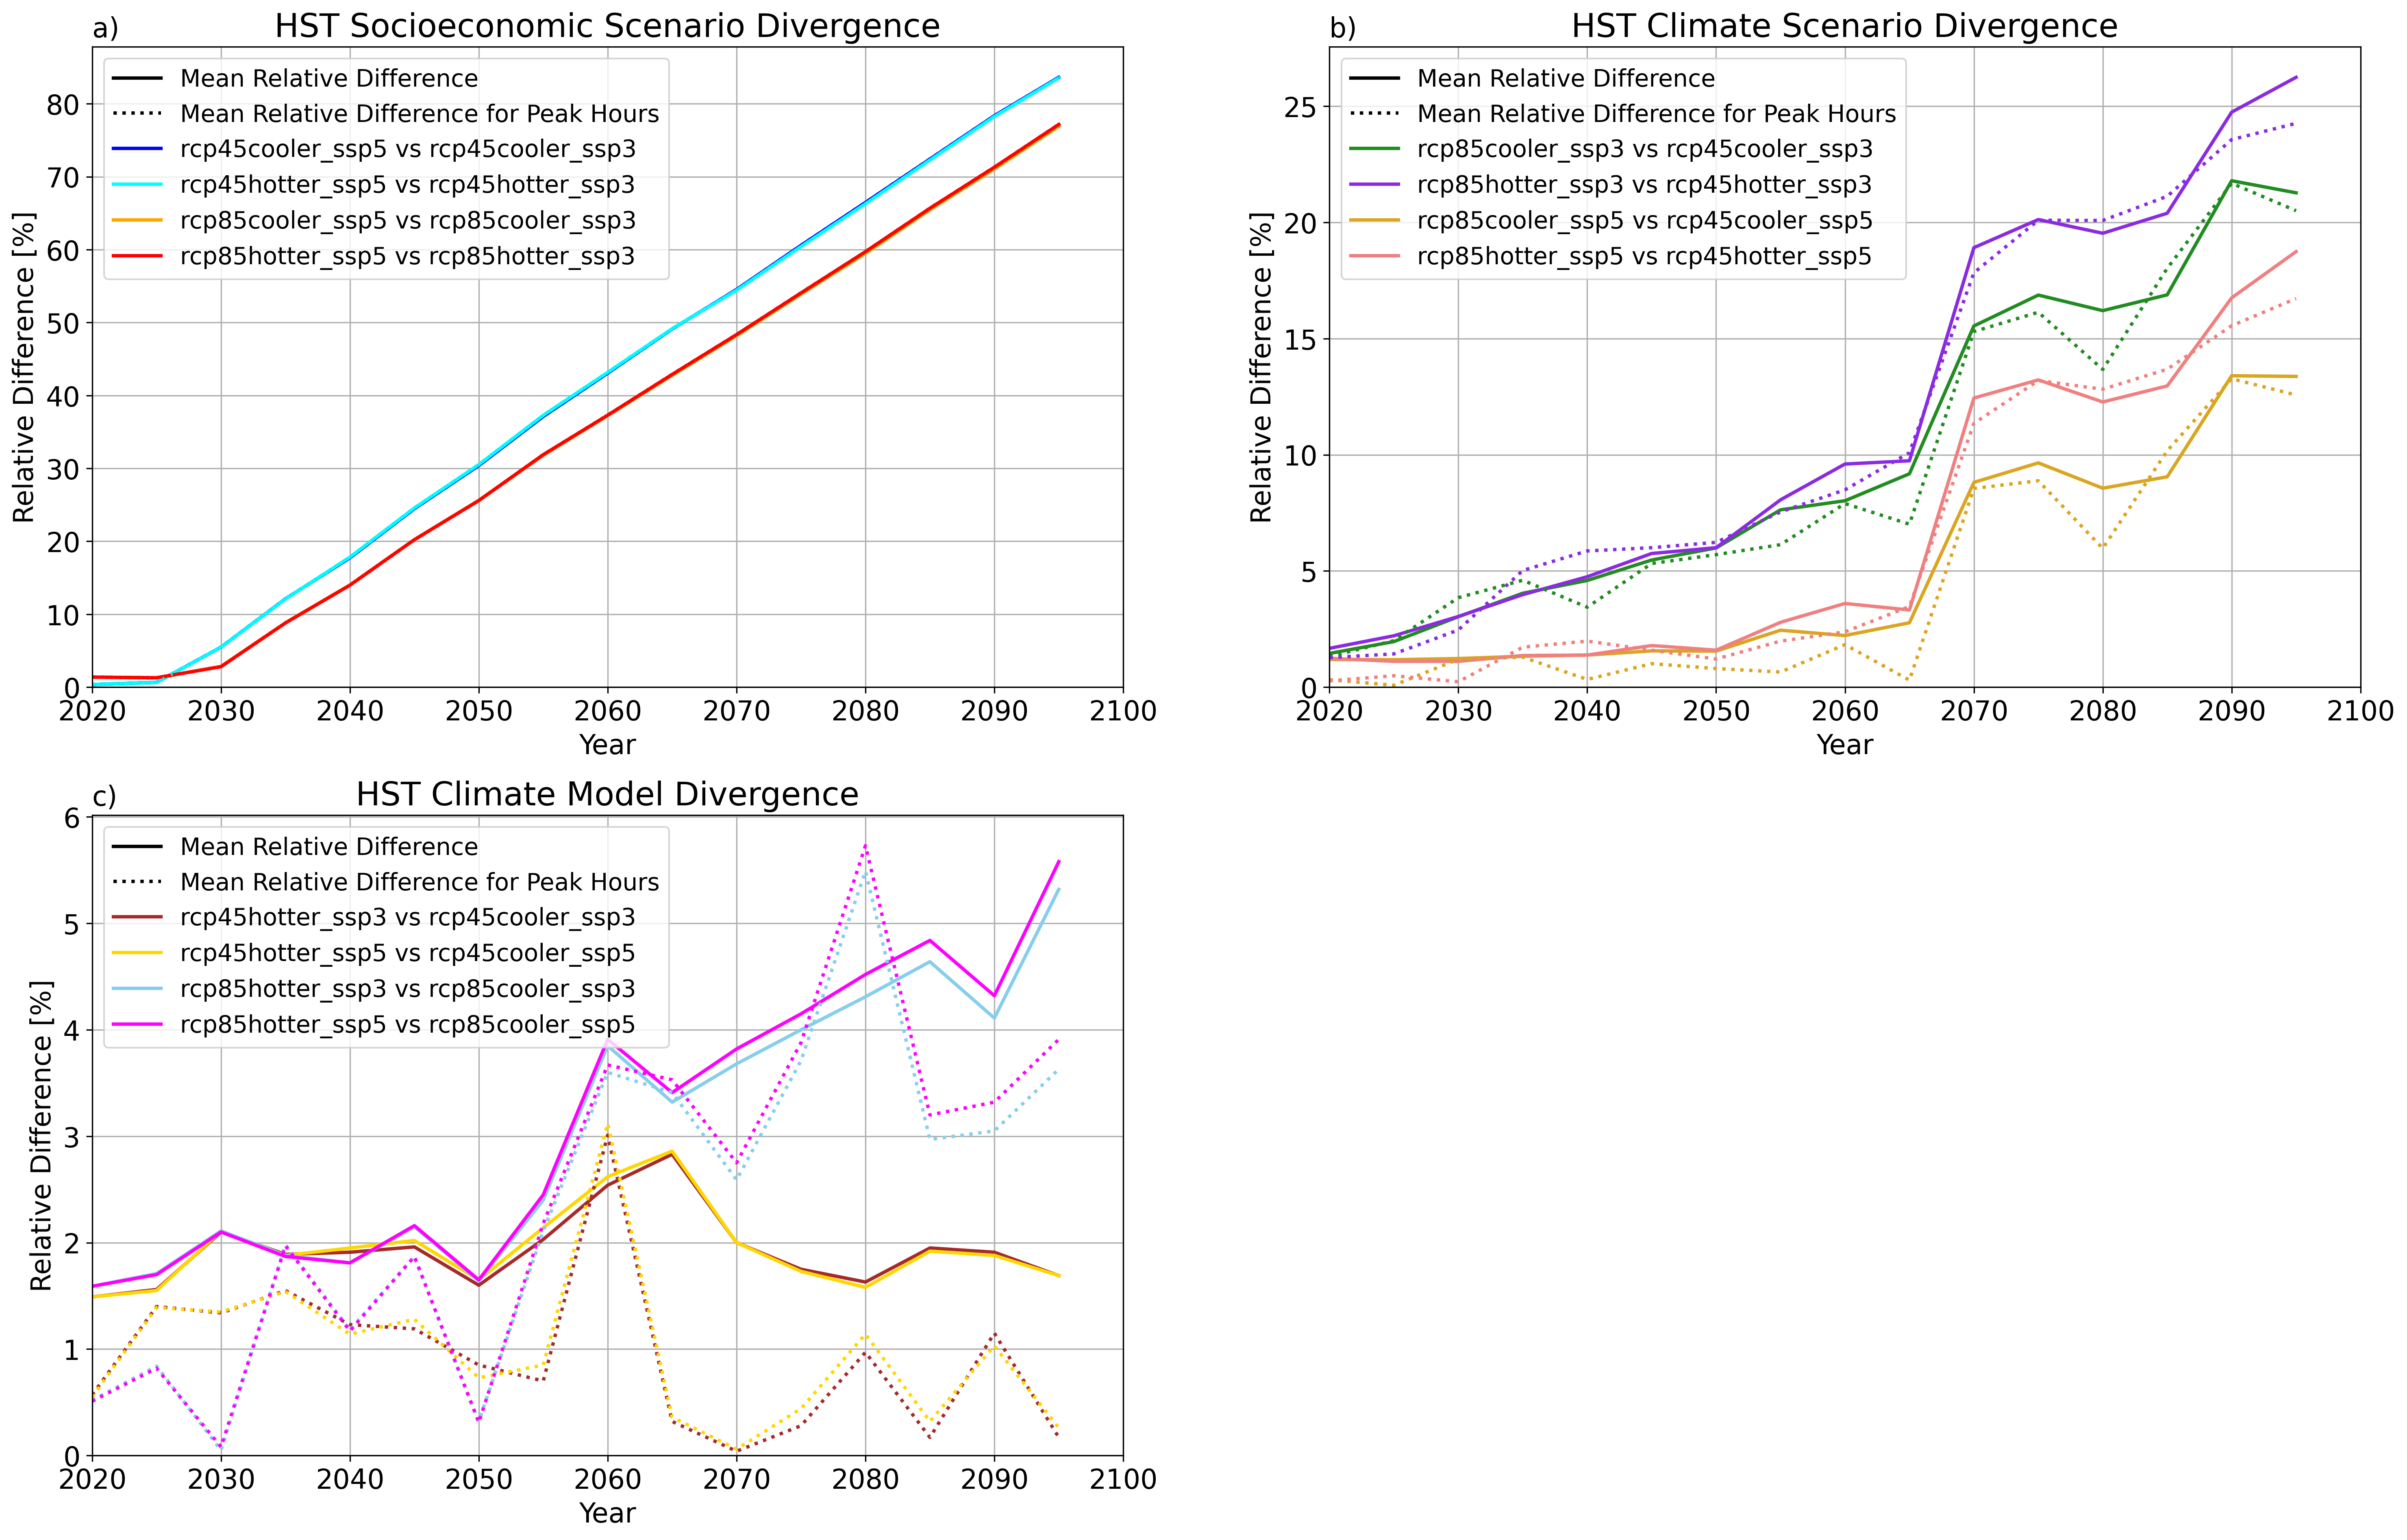 a)
HST Socioeconomic Scenario Divergence
Mean Relative Difference
Mean Relative Difference for Peak Hours
rcp45cooler_ssp5 vs rcp45cooler_ssp3
rcp45hotter_ssp5 vs rcp45hotter_ssp3
rcp85cooler_ssp5 vs rcp85cooler_ssp3
rcp85hotter_ssp5 vs rcp85hotter_ssp3
Relative Difference [%]
80
70
60
50
40
30
20
10
0
2020 2030 2040 2050 2060 2070 2080 2090 2100
Year
b)
HST Climate Scenario Divergence
Mean Relative Difference
Mean Relative Difference for Peak Hours
rcp85cooler_ssp3 vs rcp45cooler_ssp3
rcp85hotter_ssp3 vs rcp45hotter_ssp3
rcp85cooler_ssp5 vs rcp45cooler_ssp5
rcp85hotter_ssp5 vs rcp45hotter_ssp5
Relative Difference [%]
25
20
15
10
5
0
2020 2030 2040 2050 2060 2070 2080 2090 2100
Year
c)
HST Climate Model Divergence
Mean Relative Difference
Mean Relative Difference for Peak Hours
rcp45hotter_ssp3 vs rcp45cooler_ssp3
rcp45hotter_ssp5 vs rcp45cooler_ssp5
rcp85hotter_ssp3 vs rcp85cooler_ssp3
rcp85hotter_ssp5 vs rcp85cooler_ssp5
Relative Difference [%]
6
5
4
3
2
1
0
2020 2030 2040 2050 2060 2070 2080 2090 2100
Year